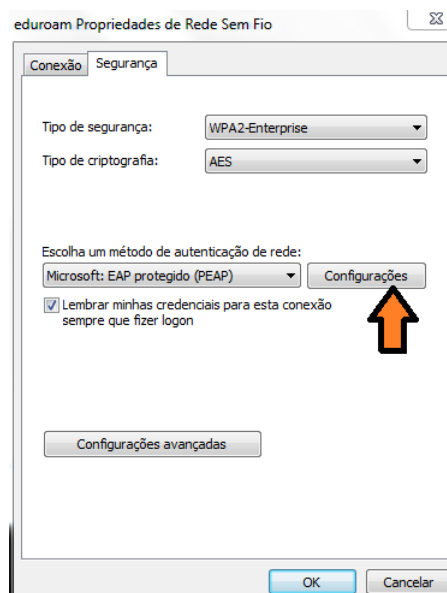 eduroam Propriedades de Rede Sem Fio
Conexão Segurança
Tipo de segurança: WPA2-Enterprise
Tipo de criptografia: AES
Escolha um método de autenticação de rede:
Microsoft: EAP protegido (PEAP) Configurações
Lembrar minhas credenciais para esta conexão
sempre que fizer logon
Configurações avançadas
OK Cancelar